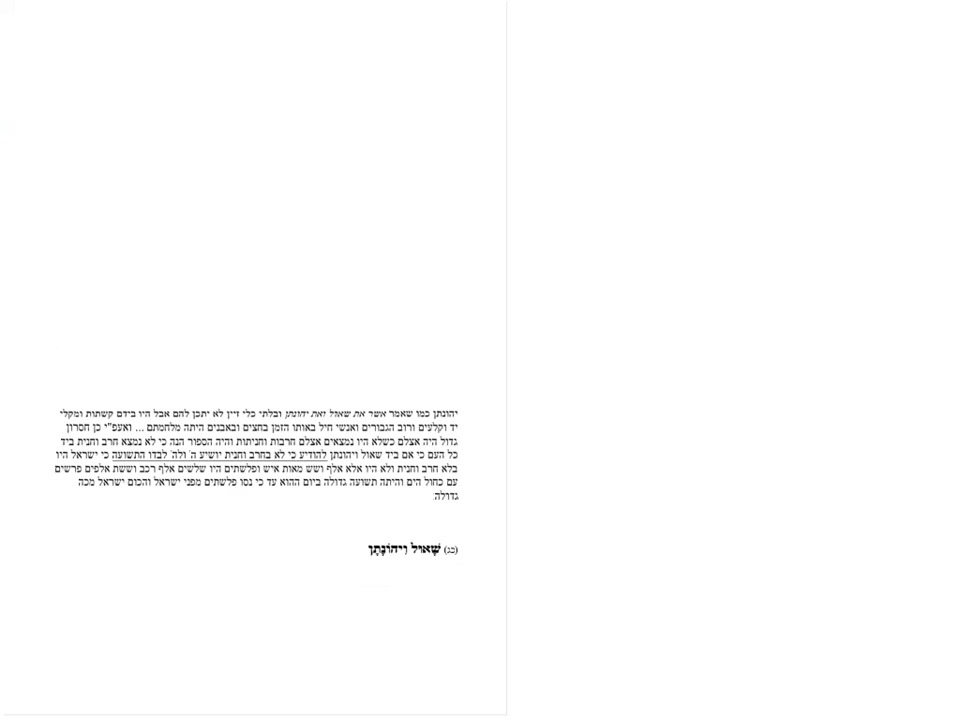 יהונתן כמו שאמר אשר את שאול ואת יהונתן ובלתי כלי זיין לא יתכן להם אבל היו בידם קשתות ומקלי
יד וקלעים ורוב הגבורים ואנשי חיל באותו הזמן בחצים ובאבנים היתה מלחמתם ... ואעפ"י כן חסרון
גדול היה אצלם כשלא היו נמצאים אצלם חרבות וחניתות והיה הספור הנה כי לא נמצא חרב וחנית ביד
כל העם כי אם ביד שאול ויהונתן להודיע כי לא בחרב וחנית יושיע ה' ולה' לבדו התשועה כי ישראל היו
בלא חרב וחנית ולא היו אלא אלף ושש מאות איש ופלשתים היו שלשים אלף רכב וששת אלפים פרשים
עם כחול הים והיתה תשועה גדולה ביום ההוא עד כי נסו פלשתים מפני ישראל והכום ישראל מכה
גדולה:
(כג) שָׁאוּל וִיהוֹנָתָן